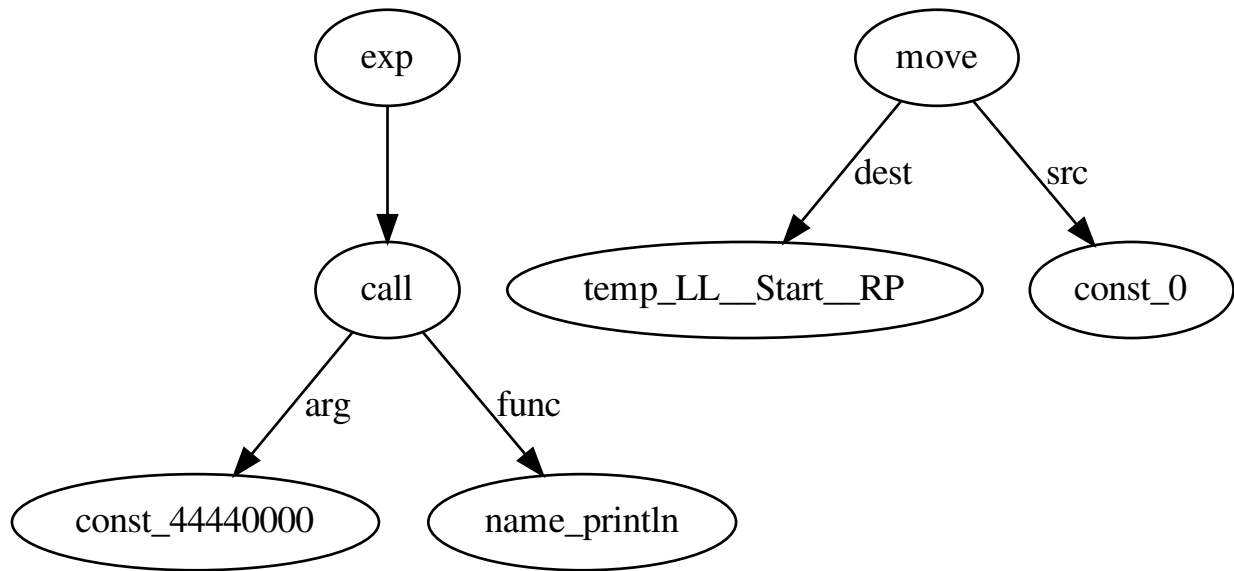 exp
move
dest
src
call
temp_LL__Start__RP
const_0
arg
func
const_44440000
name_println